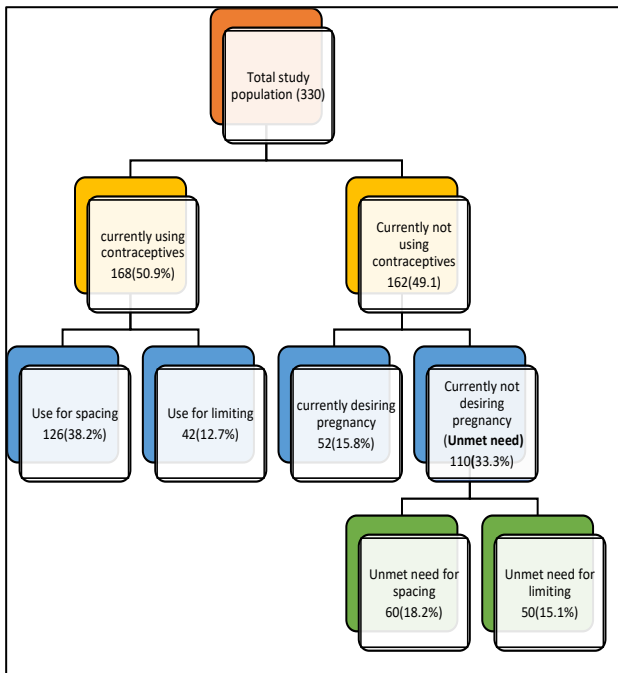 Total study
population (330)
currently using
contraceptives
168(50.9%)
Currently not
using
contraceptives
162(49.1)
Use for spacing
126(38.2%)
Use for limiting
42(12.7%)
currently desiring
pregnancy
52(15.8%)
Currently not
desiring
pregnancy
(Unmet need)
110(33.3%)
Unmet need for
spacing
60(18.2%)
Unmet need for
limiting
50(15.1%)